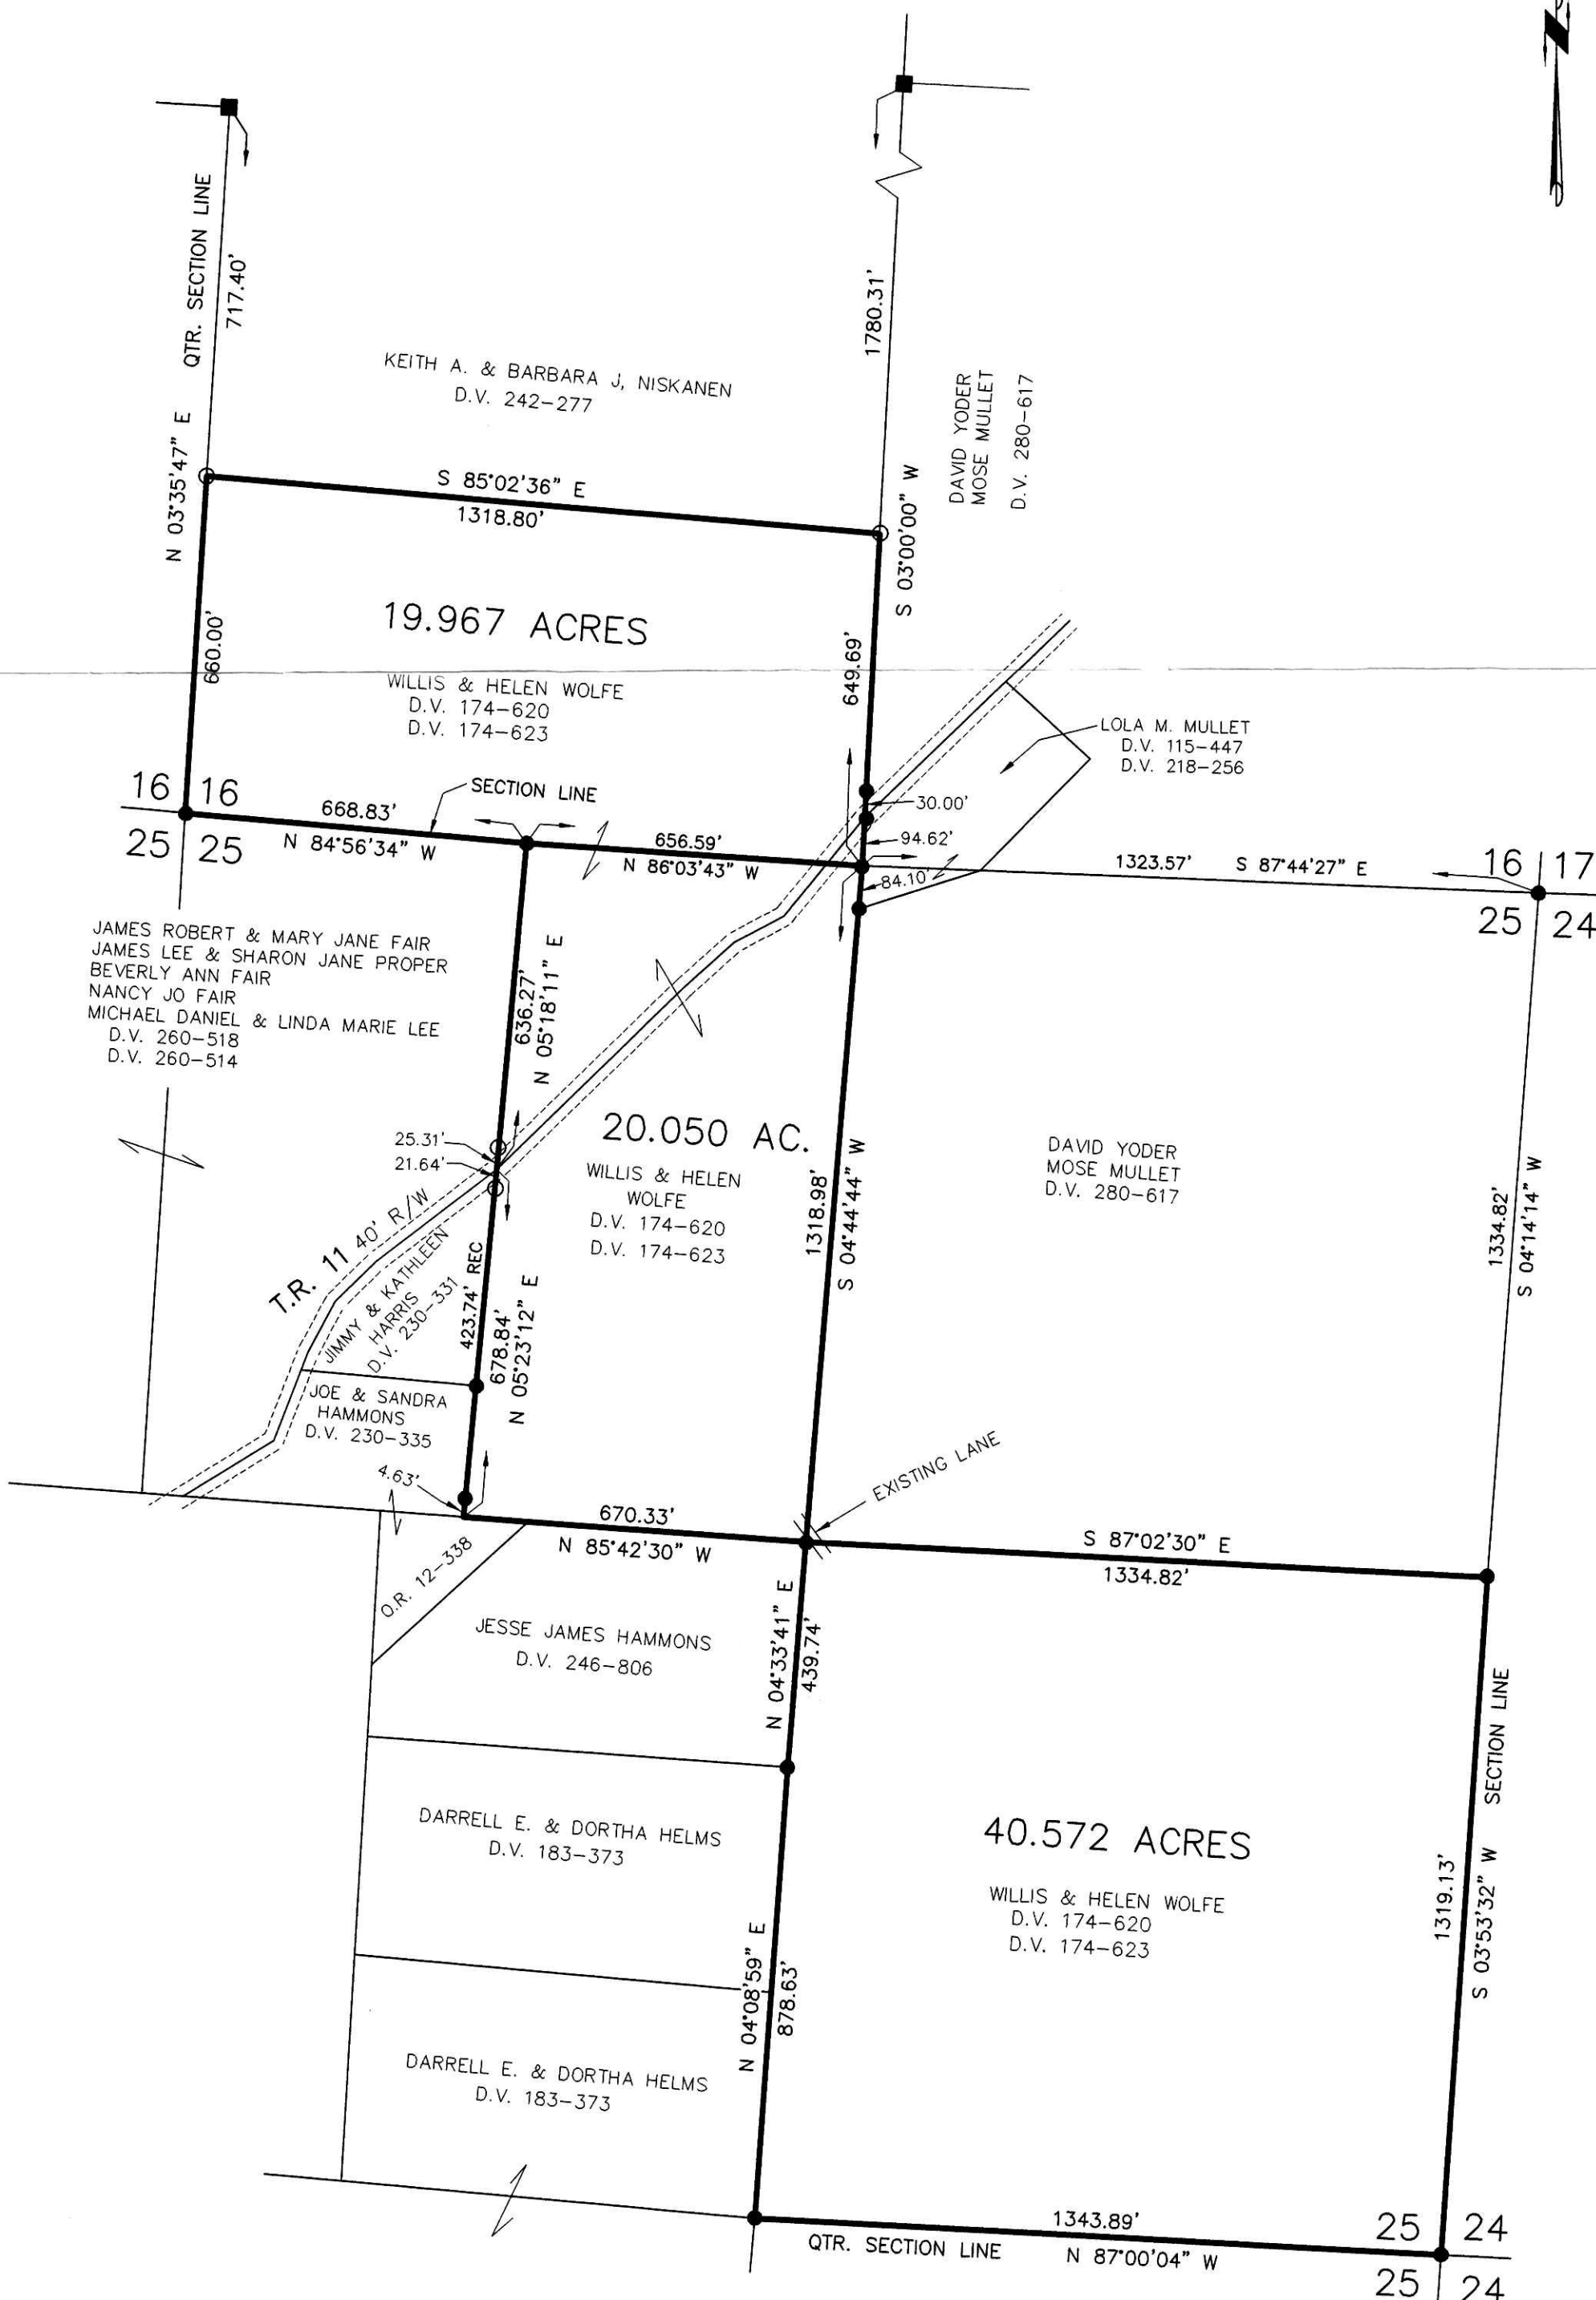 N
QTR. SECTION LINE
717.40'
N 03°35'47" E
1780.31'
KEITH A. & BARBARA J, NISKANEN
D.V. 242-277
DAVID YODER
MOSE MULLET
D.V. 280-617
S 85°02'36" E
1318.80'
S 03°00'00" W
19.967 ACRES
660.00'
649.69'
WILLIS & HELEN WOLFE
D.V. 174-620
D.V. 174-623
LOLA M. MULLET
D.V. 115-447
D.V. 218-256
16 16
25 25
SECTION LINE
668.83'
N 84°56'34" W
656.59'
N 86°03'43" W
30.00'
94.62'
84.10'
1323.57' S 87°44'27" E
16 17
25 24
JAMES ROBERT & MARY JANE FAIR
JAMES LEE & SHARON JANE PROPER
BEVERLY ANN FAIR
NANCY JO FAIR
MICHAEL DANIEL & LINDA MARIE LEE
D.V. 260-518
D.V. 260-514
636.27'
N 05°18'11" E
25.31'
21.64'
20.050 AC.
WILLIS & HELEN
WOLFE
D.V. 174-620
D.V. 174-623
1318.98'
S 04°44'44" W
DAVID YODER
MOSE MULLET
D.V. 280-617
1334.82'
S 04°14'14" W
T.R. 11 40' R/W
JIMMY & KATHLEEN
HARRIS
D.V. 230-331
423.74' REC
678.84'
N 05°23'12" E
JOE & SANDRA
HAMMONS
D.V. 230-335
4.63'
670.33'
N 85°42'30" W
EXISTING LANE
S 87°02'30" E
1334.82'
O.R. 12-338
JESSE JAMES HAMMONS
D.V. 246-806
N 04°33'41" E
439.74'
DARRELL E. & DORTHA HELMS
D.V. 183-373
40.572 ACRES
WILLIS & HELEN WOLFE
D.V. 174-620
D.V. 174-623
SECTION LINE
1319.13'
S 03°53'32" W
N 04°08'59" E
878.63'
DARRELL E. & DORTHA HELMS
D.V. 183-373
1343.89'
QTR. SECTION LINE N 87°00'04" W
25 24
25 24